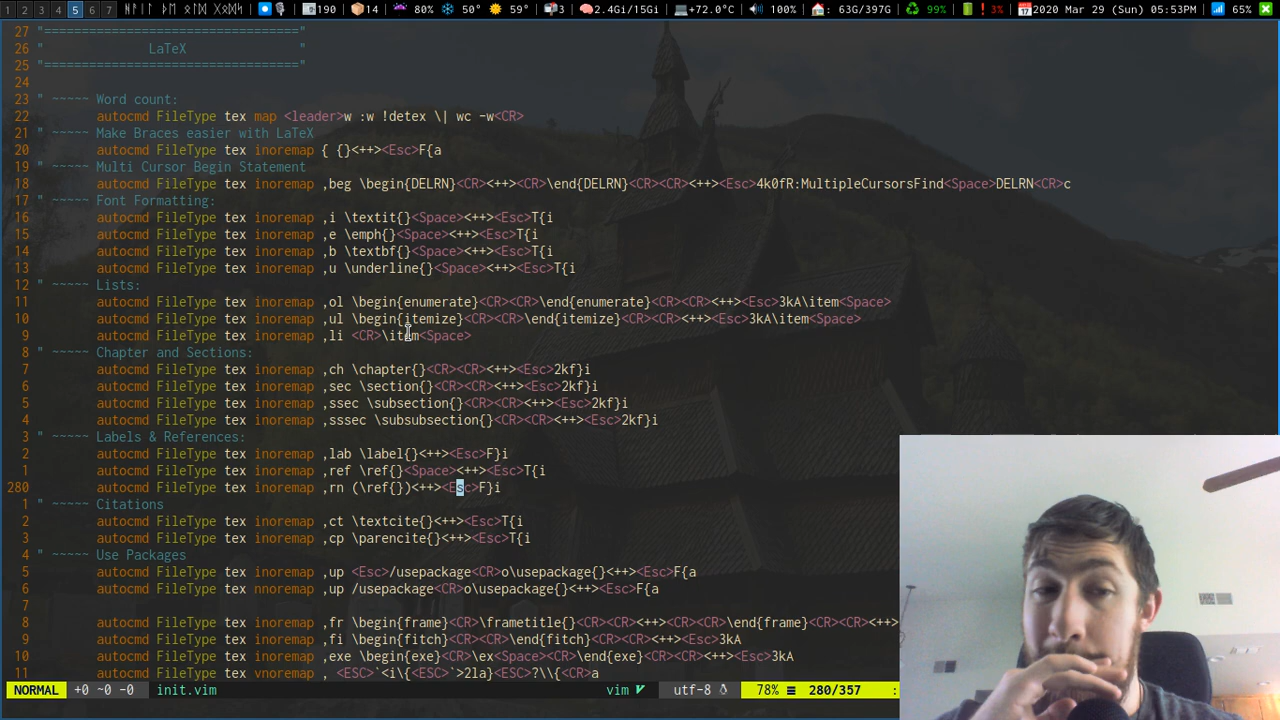 1 2 3 4 5 6 7 190 14 80% 50° 59° 3 2.4Gi/15Gi +72.0°C 100% : 63G/397G 99% 3% 2020 Mar 29 (Sun) 05:53PM 65%
27 "=================================="
26 " LaTeX "
25 "=================================="
24
23 " ~~~~~ Word count:
22 autocmd FileType tex map <leader>w :w !detex \| wc -w<CR>
21 " ~~~~~ Make Braces easier with LaTeX
20 autocmd FileType tex inoremap { {}<++><Esc>F{a
19 " ~~~~~ Multi Cursor Begin Statement
18 autocmd FileType tex inoremap ,beg \begin{DELRN}<CR><++><CR>\end{DELRN}<CR><CR><++><Esc>4k0fR:MultipleCursorsFind<Space>DELRN<CR>c
17 " ~~~~~ Font Formatting:
16 autocmd FileType tex inoremap ,i \textit{}<Space><++><Esc>T{i
15 autocmd FileType tex inoremap ,e \emph{}<Space><++><Esc>T{i
14 autocmd FileType tex inoremap ,b \textbf{}<Space><++><Esc>T{i
13 autocmd FileType tex inoremap ,u \underline{}<Space><++><Esc>T{i
12 " ~~~~~ Lists:
11 autocmd FileType tex inoremap ,ol \begin{enumerate}<CR><CR>\end{enumerate}<CR><CR><++><Esc>3kA\item<Space>
10 autocmd FileType tex inoremap ,ul \begin{itemize}<CR><CR>\end{itemize}<CR><CR><++><Esc>3kA\item<Space>
9 autocmd FileType tex inoremap ,li <CR>\item<Space>
8 " ~~~~~ Chapter and Sections:
7 autocmd FileType tex inoremap ,ch \chapter{}<CR><CR><++><Esc>2kf}i
6 autocmd FileType tex inoremap ,sec \section{}<CR><CR><++><Esc>2kf}i
5 autocmd FileType tex inoremap ,ssec \subsection{}<CR><CR><++><Esc>2kf}i
4 autocmd FileType tex inoremap ,sssec \subsubsection{}<CR><CR><++><Esc>2kf}i
3 " ~~~~~ Labels & References:
2 autocmd FileType tex inoremap ,lab \label{}<++><Esc>F}i
1 autocmd FileType tex inoremap ,ref \ref{}<Space><++><Esc>T{i
280 autocmd FileType tex inoremap ,rn (\ref{})<++><Esc>F}i
1 " ~~~~~ Citations
2 autocmd FileType tex inoremap ,ct \textcite{}<++><Esc>T{i
3 autocmd FileType tex inoremap ,cp \parencite{}<++><Esc>T{i
4 " ~~~~~ Use Packages
5 autocmd FileType tex inoremap ,up <Esc>/usepackage<CR>o\usepackage{}<++><Esc>F{a
6 autocmd FileType tex nnoremap ,up /usepackage<CR>o\usepackage{}<++><Esc>F{a
7
8 autocmd FileType tex inoremap ,fr \begin{frame}<CR>\frametitle{}<CR><++><CR><CR>\end{frame}<CR><CR><++>
9 autocmd FileType tex inoremap ,fi \begin{fitch}<CR><CR>\end{fitch}<CR><CR><++><Esc>3kA
10 autocmd FileType tex inoremap ,exe \begin{exe}<CR>\ex<Space><CR>\end{exe}<CR><CR><++><Esc>3kA
11 autocmd FileType tex vnoremap , <ESC>`<i\{<ESC>`>2la}<ESC>?\\{<CR>a
NORMAL +0 ~0 -0 init.vim vim utf-8 78% 280/357 :